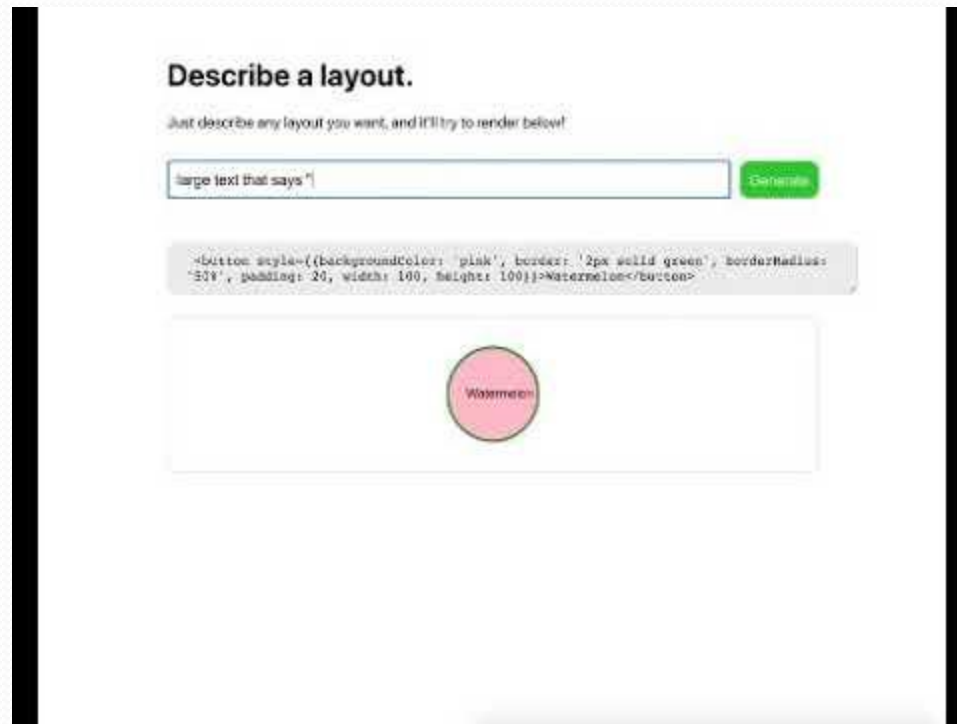 Describe a layout.
Just describe any layout you want, and it'll try to render below!
large text that says "
Generate
<button style={{backgroundColor: 'pink', border: '2px solid green', borderRadius:
'50%', padding: 20, width: 100, height: 100}}>Watermelon</button>
Watermelon